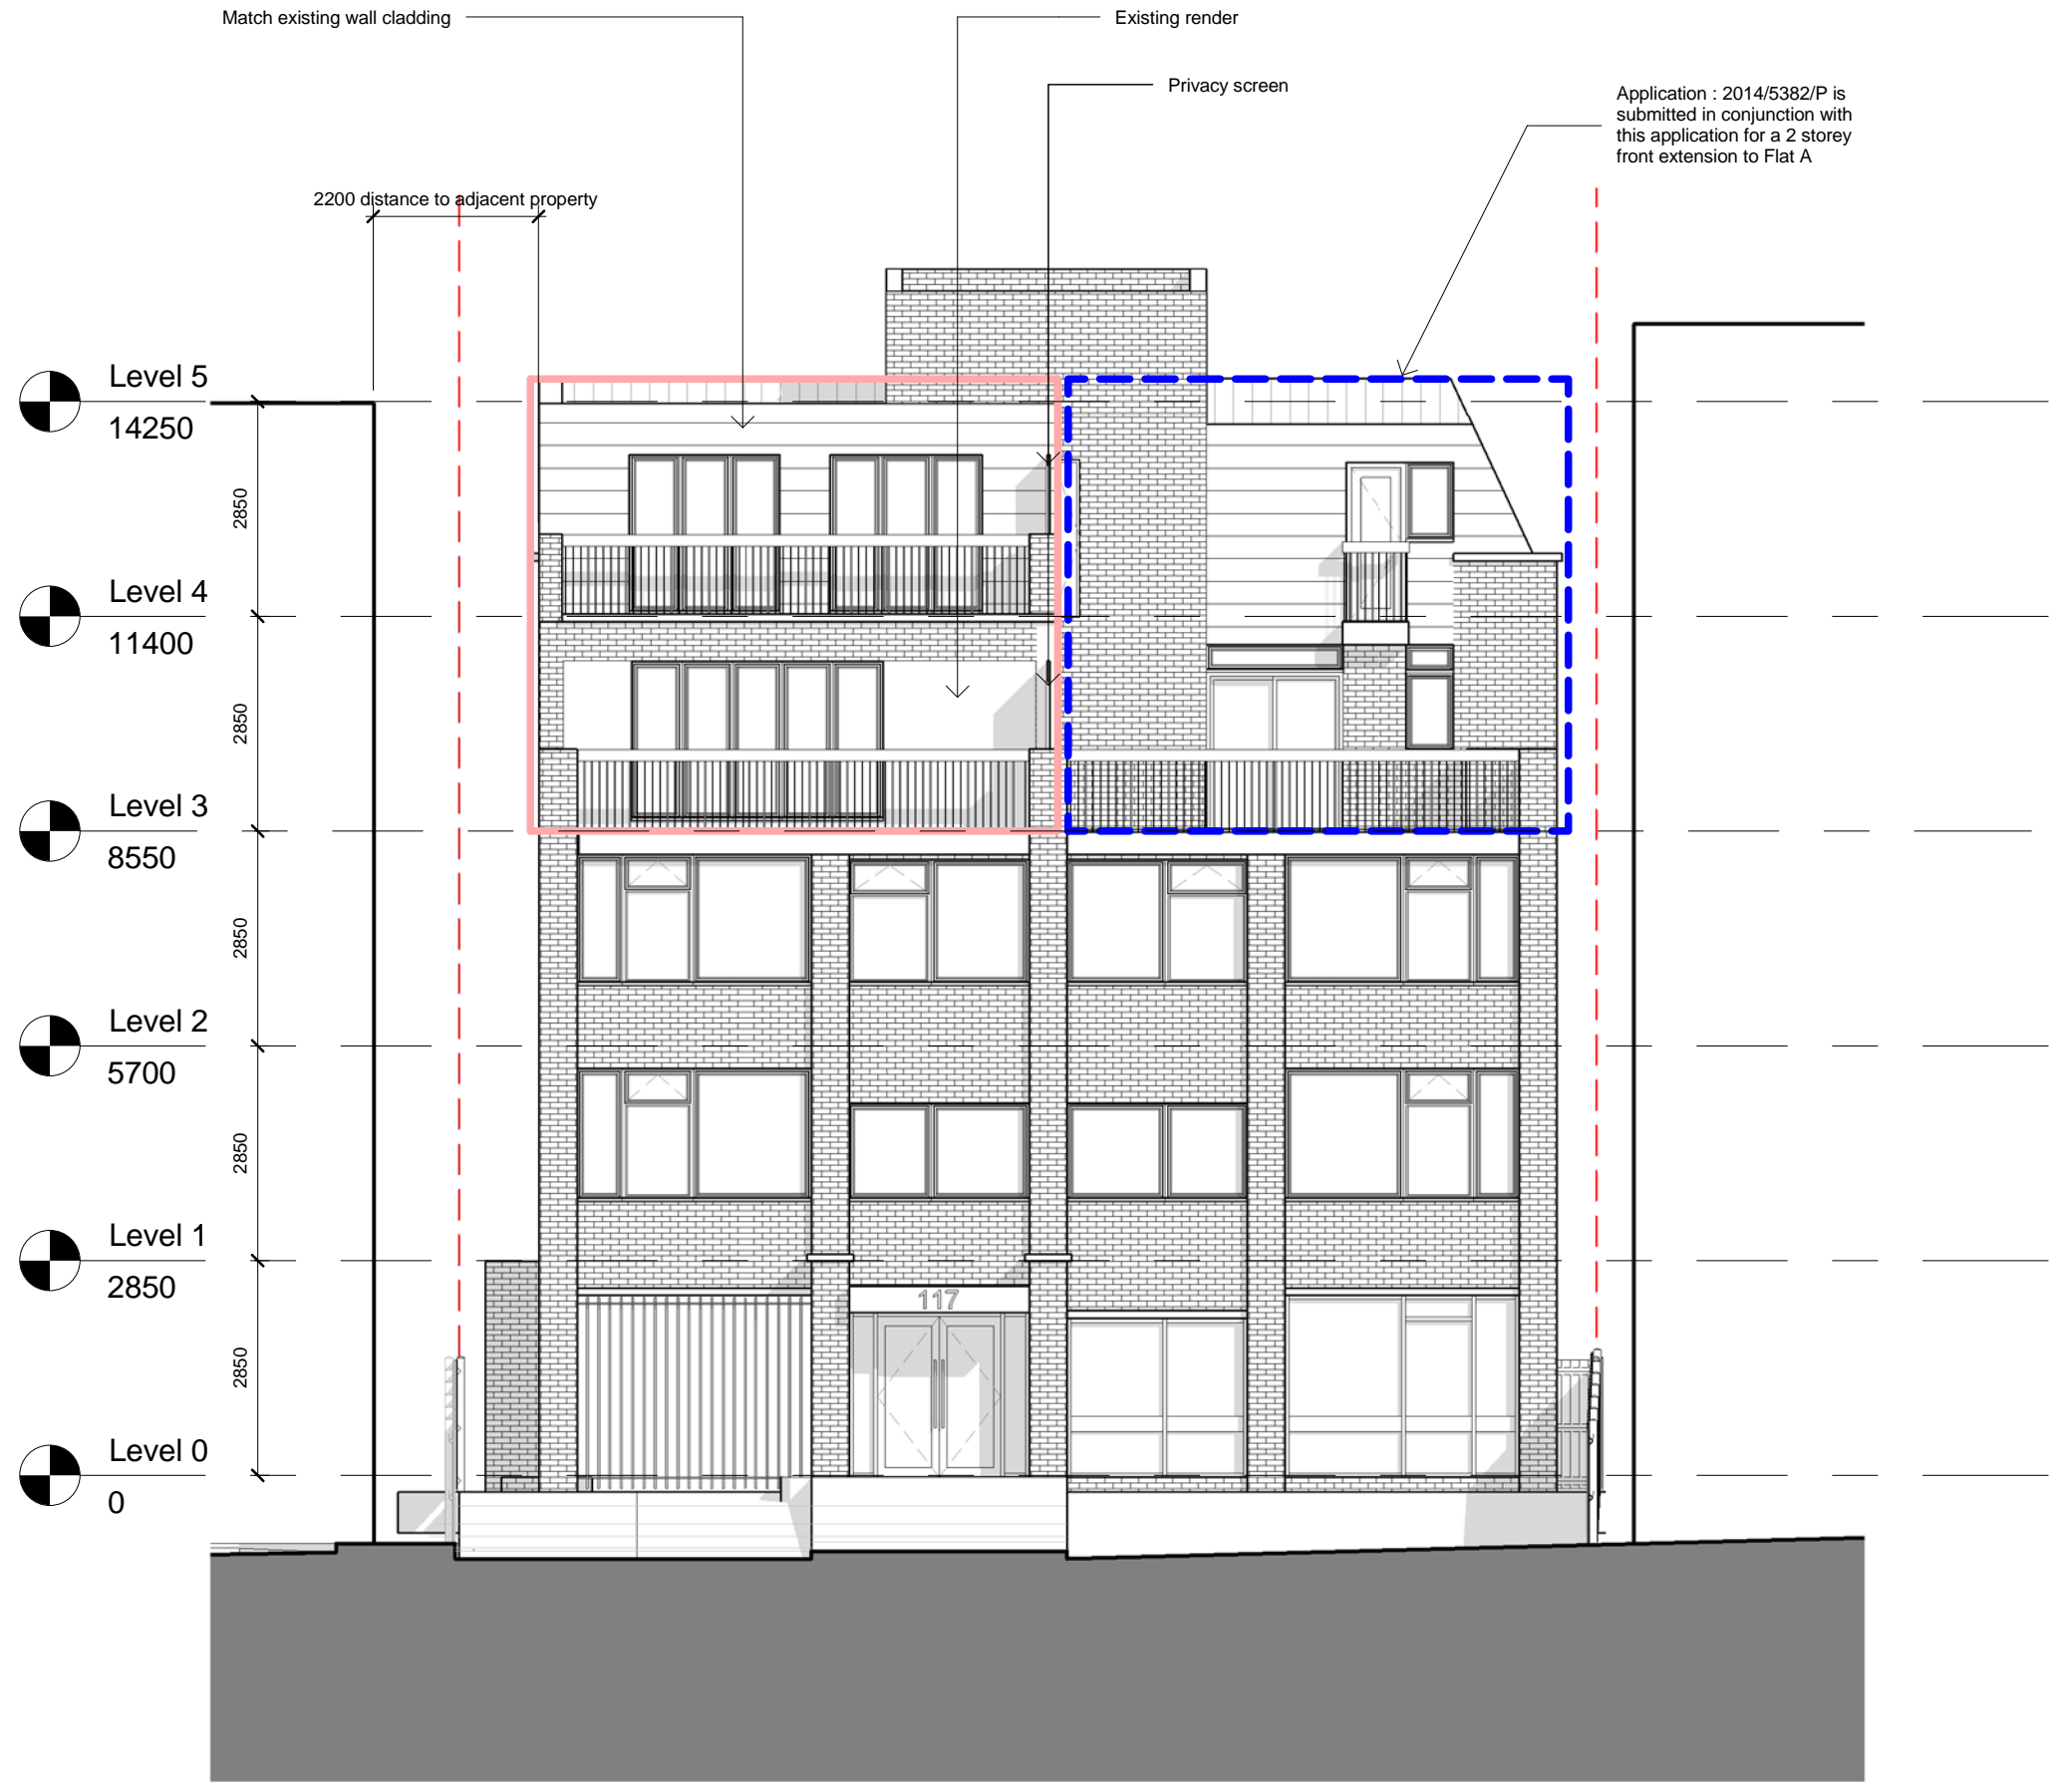 Match existing wall cladding
Existing render
Privacy screen
Application : 2014/5382/P is
submitted in conjunction with
this application for a 2 storey
front extension to Flat A
2200 distance to adjacent property
Level 5
14250
2850
Level 4
11400
2850
Level 3
8550
2850
Level 2
5700
2850
Level 1
2850
117
2850
Level 0
0